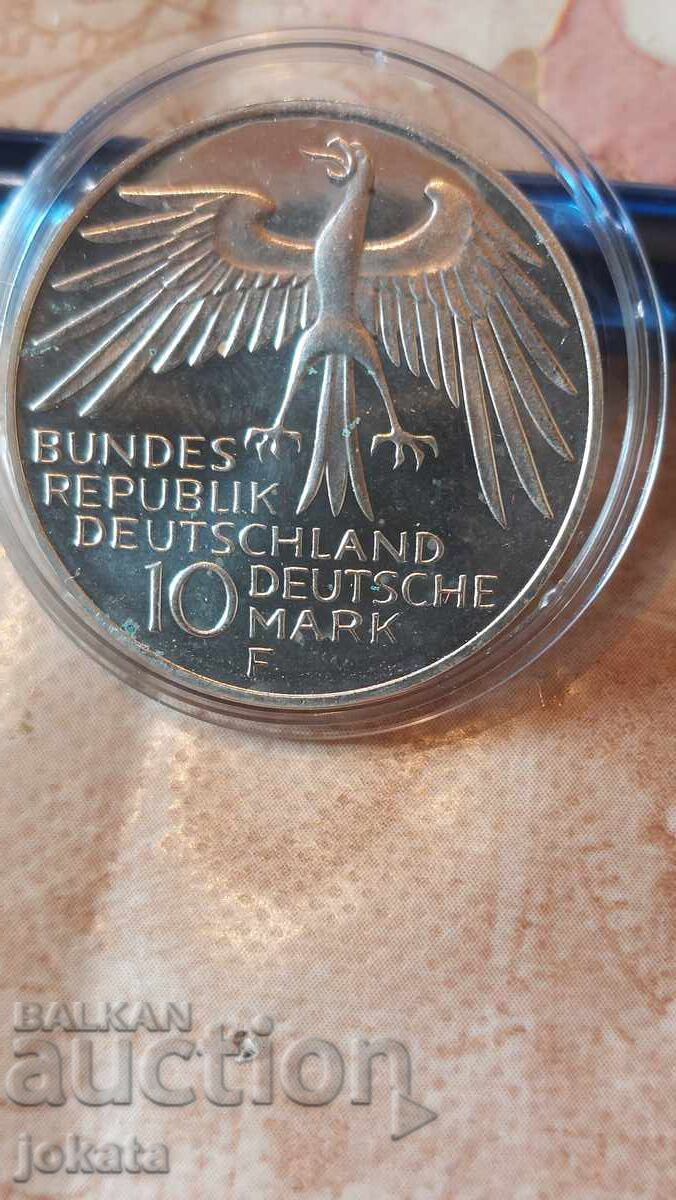 BUNDES
REPUBLIK
DEUTSCHLAND
10 DEUTSCHE
MARK
F
BALKAN
auction
jokata